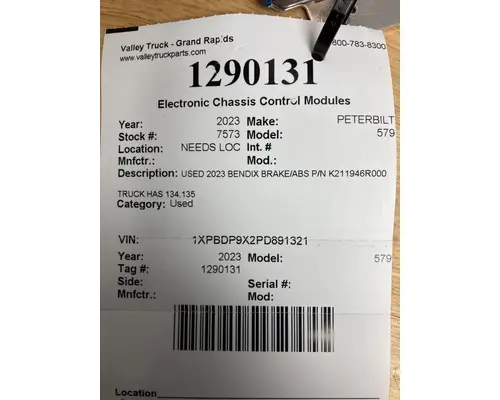 Valley Truck - Grand Rapids
www.valleytruckparts.com 800-783-8300
1290131
Electronic Chassis Control Modules
Year: 2023 Make: PETERBILT
Stock #: 7573 Model: 579
Location: NEEDS LOC Int. #
Mnfctr.: Mod.:
Description: USED 2023 BENDIX BRAKE/ABS P/N K211946R000
TRUCK HAS 134,135
Category: Used
VIN: 1XPBDP9X2PD891321
Year: 2023 Model: 579
Tag #: 1290131
Side: Serial #:
Mnfctr.: Mod:
Location